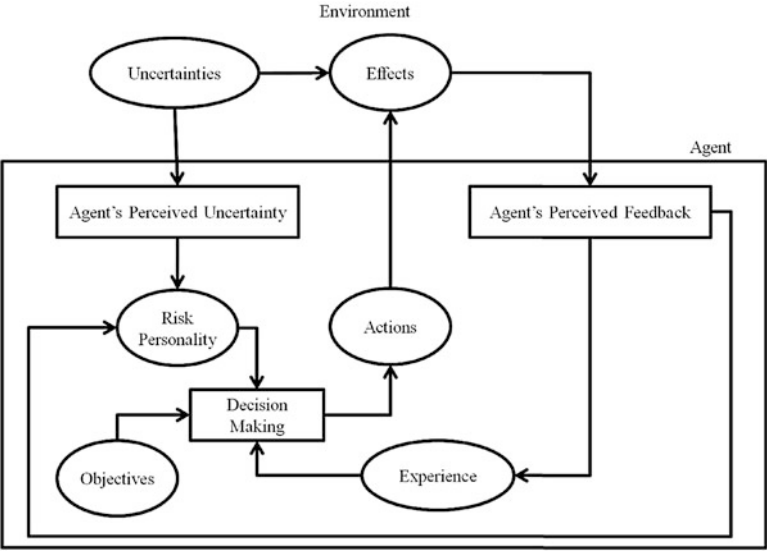 Environment
Uncertainties
Effects
Agent
Agent's Perceived Uncertainty
Agent's Perceived Feedback
Risk
Personality
Actions
Decision
Making
Objectives
Experience